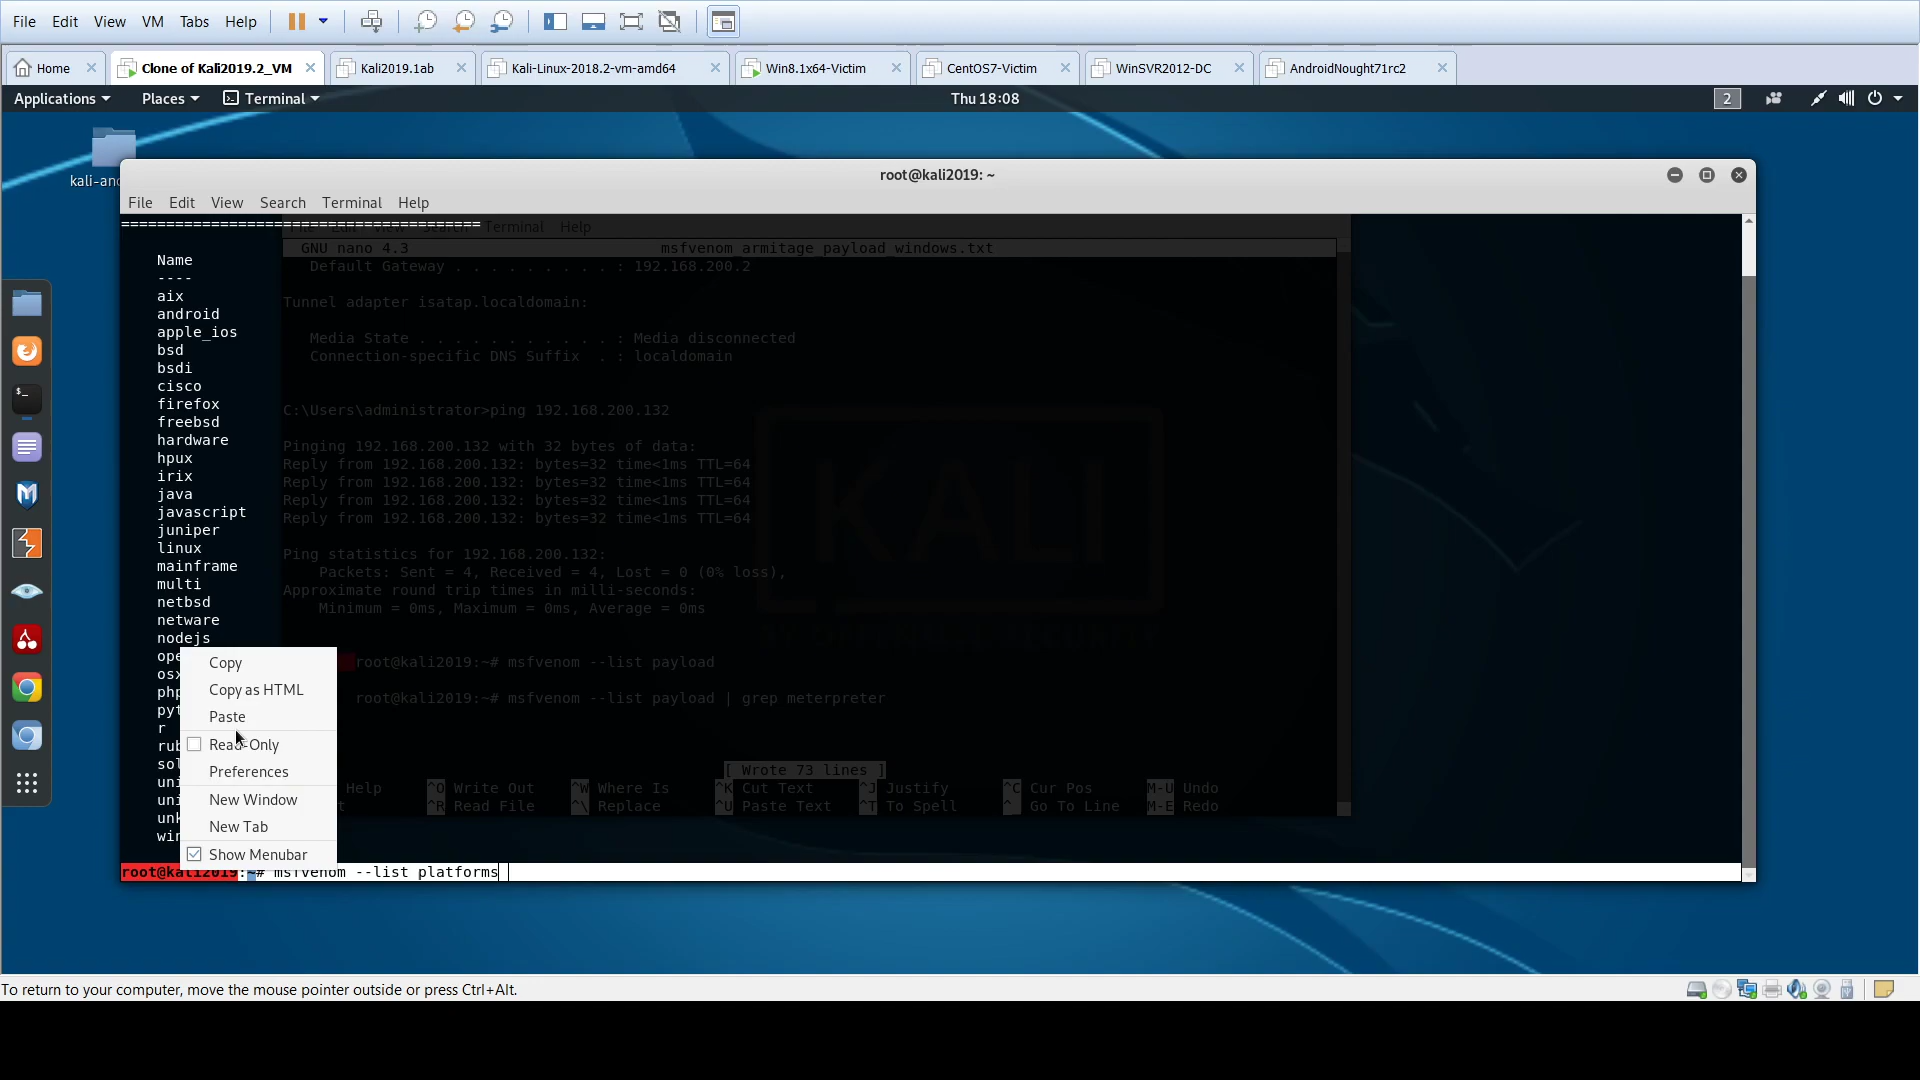 File Edit View VM Tabs Help
Home
Clone of Kali2019.2_VM
Kali2019.1ab
Kali-Linux-2018.2-vm-amd64
Win8.1x64-Victim
CentOS7-Victim
WinSVR2012-DC
AndroidNought71rc2
Applications Places Terminal
Thu 18:08
2
root@kali2019: ~
File Edit View Search Terminal Help
========================================
Terminal Help
GNU nano 4.3 msfvenom_armitage_payload_windows.txt
Default Gateway . . . . . . . . . : 192.168.200.2
Tunnel adapter isatap.localdomain:
Media State . . . . . . . . . . . : Media disconnected
Connection-specific DNS Suffix . : localdomain
C:\Users\administrator>ping 192.168.200.132
Pinging 192.168.200.132 with 32 bytes of data:
Reply from 192.168.200.132: bytes=32 time<1ms TTL=64
Reply from 192.168.200.132: bytes=32 time<1ms TTL=64
Reply from 192.168.200.132: bytes=32 time<1ms TTL=64
Reply from 192.168.200.132: bytes=32 time<1ms TTL=64
Ping statistics for 192.168.200.132:
Packets: Sent = 4, Received = 4, Lost = 0 (0% loss),
Approximate round trip times in milli-seconds:
Minimum = 0ms, Maximum = 0ms, Average = 0ms
root@kali2019:~# msfvenom --list payload
root@kali2019:~# msfvenom --list payload | grep meterpreter
[ Wrote 73 lines ]
Help ^O Write Out ^W Where Is ^K Cut Text ^J Justify ^C Cur Pos M-U Undo
^R Read File ^\ Replace ^U Paste Text ^T To Spell ^_ Go To Line M-E Redo
KALI
Name
----
aix
android
apple_ios
bsd
bsdi
cisco
firefox
freebsd
hardware
hpux
irix
java
javascript
juniper
linux
mainframe
multi
netbsd
netware
nodejs
ope
osx
php
pyt
r
rub
sol
uni
uni
unk
win
Copy
Copy as HTML
Paste
Read-Only
Preferences
New Window
New Tab
Show Menubar
root@kali2019:~# msfvenom --list platforms
To return to your computer, move the mouse pointer outside or press Ctrl+Alt.